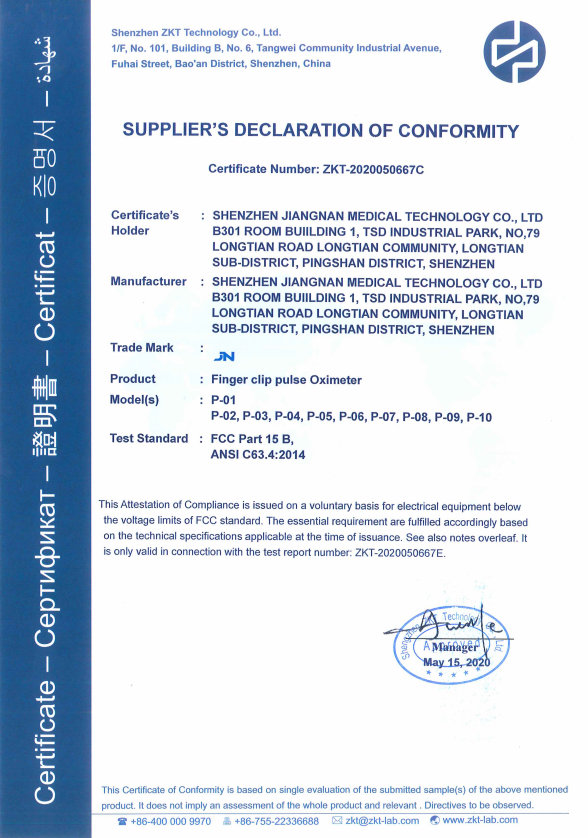 Shenzhen ZKT Technology Co., Ltd.
1/F, No. 101, Building B, No. 6, Tangwei Community Industrial Avenue,
Fuhai Street, Bao'an District, Shenzhen, China
SUPPLIER'S DECLARATION OF CONFORMITY
Certificate Number: ZKT-2020050667C
Certificate's Holder : SHENZHEN JIANGNAN MEDICAL TECHNOLOGY CO., LTD
B301 ROOM BUIILDING 1, TSD INDUSTRIAL PARK, NO,79
LONGTIAN ROAD LONGTIAN COMMUNITY, LONGTIAN
SUB-DISTRICT, PINGSHAN DISTRICT, SHENZHEN
Manufacturer : SHENZHEN JIANGNAN MEDICAL TECHNOLOGY CO., LTD
B301 ROOM BUIILDING 1, TSD INDUSTRIAL PARK, NO,79
LONGTIAN ROAD LONGTIAN COMMUNITY, LONGTIAN
SUB-DISTRICT, PINGSHAN DISTRICT, SHENZHEN
Trade Mark : JN
Product : Finger clip pulse Oximeter
Model(s) : P-01
P-02, P-03, P-04, P-05, P-06, P-07, P-08, P-09, P-10
Test Standard : FCC Part 15 B,
ANSI C63.4:2014
This Attestation of Compliance is issued on a voluntary basis for electrical equipment below
the voltage limits of FCC standard. The essential requirement are fulfilled accordingly based
on the technical specifications applicable at the time of issuance. See also notes overleaf. It
is only valid in connection with the test report number: ZKT-2020050667E.
Shengzhen ZKT Technology Co., Ltd.
Approved
Manager
May 15, 2020
This Certificate of Conformity is based on single evaluation of the submitted sample(s) of the above mentioned
product. It does not imply an assessment of the whole product and relevant . Directives to be observed.
+86-400 000 9970 +86-755-22336688 zkt@zkt-lab.com www.zkt-lab.com
Certificate – Сертификат – 證明書 – Certificat – 증명서 – شهادة